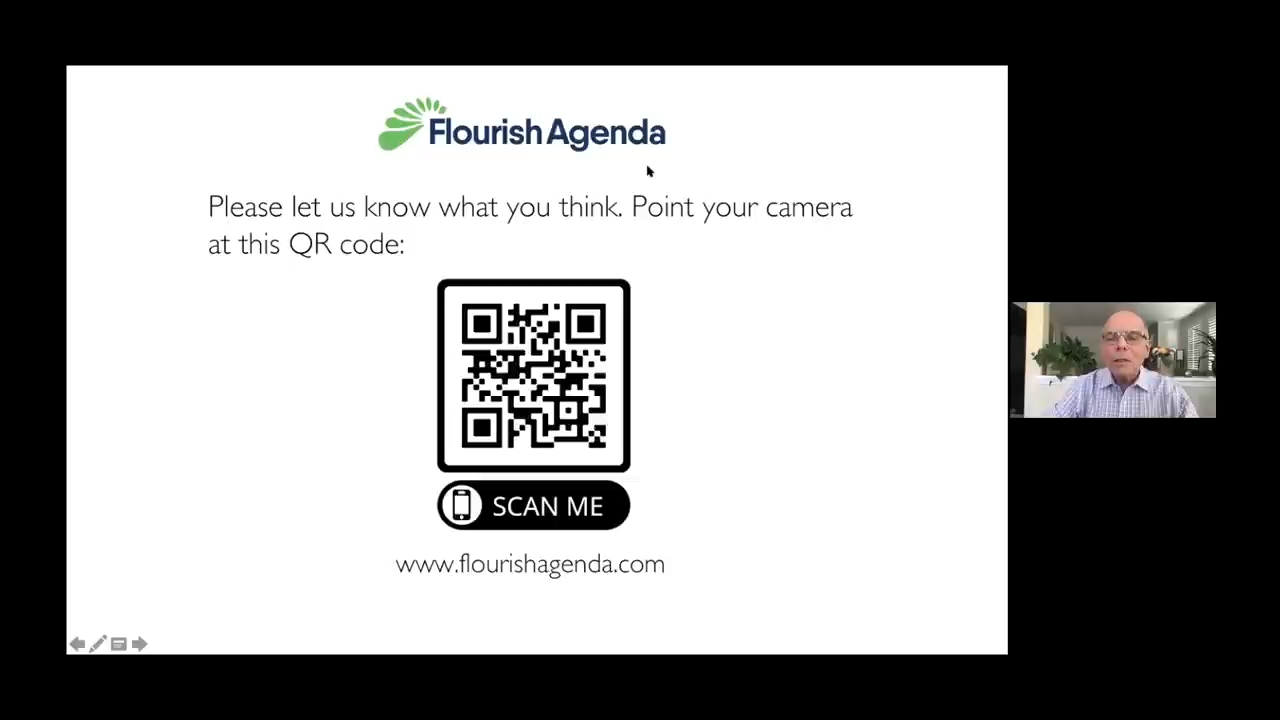 Flourish Agenda
Please let us know what you think. Point your camera
at this QR code:
SCAN ME
www.flourishagenda.com